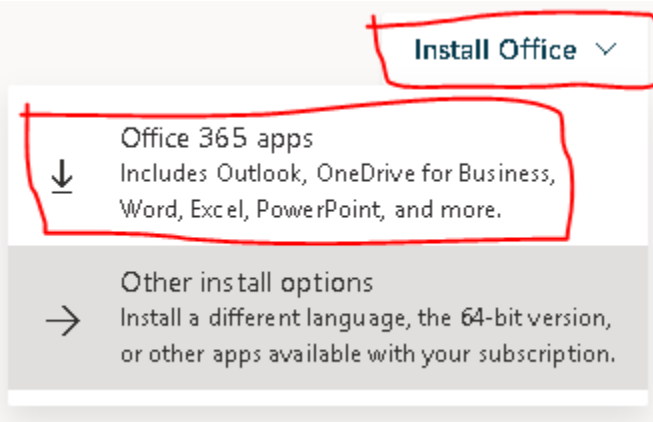 Install Office
Office 365 apps
Includes Outlook, OneDrive for Business,
Word, Excel, PowerPoint, and more.
Other install options
Install a different language, the 64-bit version,
or other apps available with your subscription.